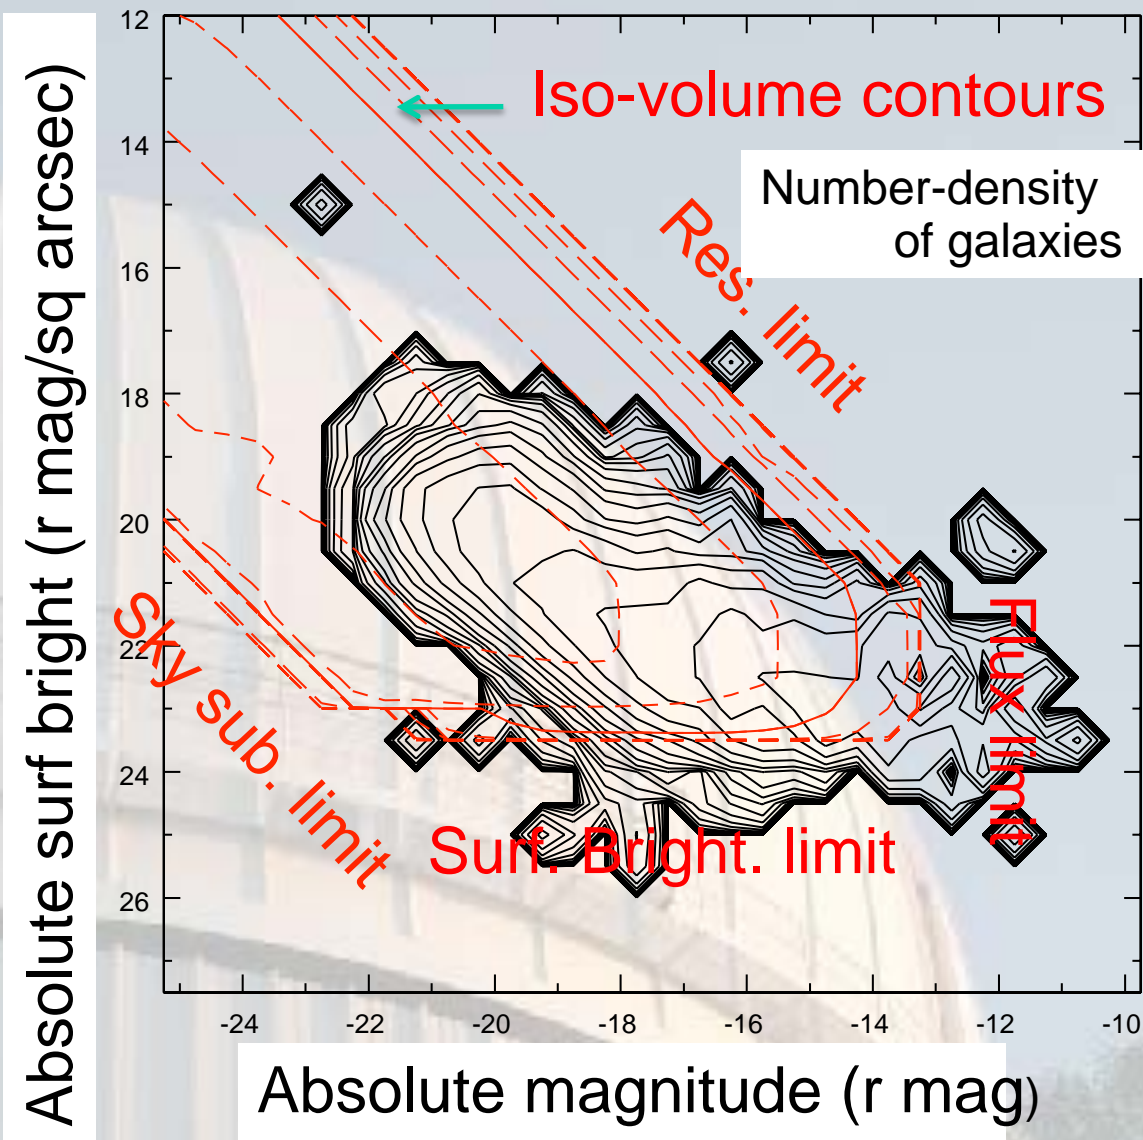 Absolute surf bright (r mag/sq arcsec)
12
14
16
18
20
22
24
26
Iso-volume contours
Number-density
of galaxies
Res. limit
Sky sub. limit
Surf. Bright. limit
Flux limit
-24
-22
-20
-18
-16
-14
-12
-10
Absolute magnitude (r mag)